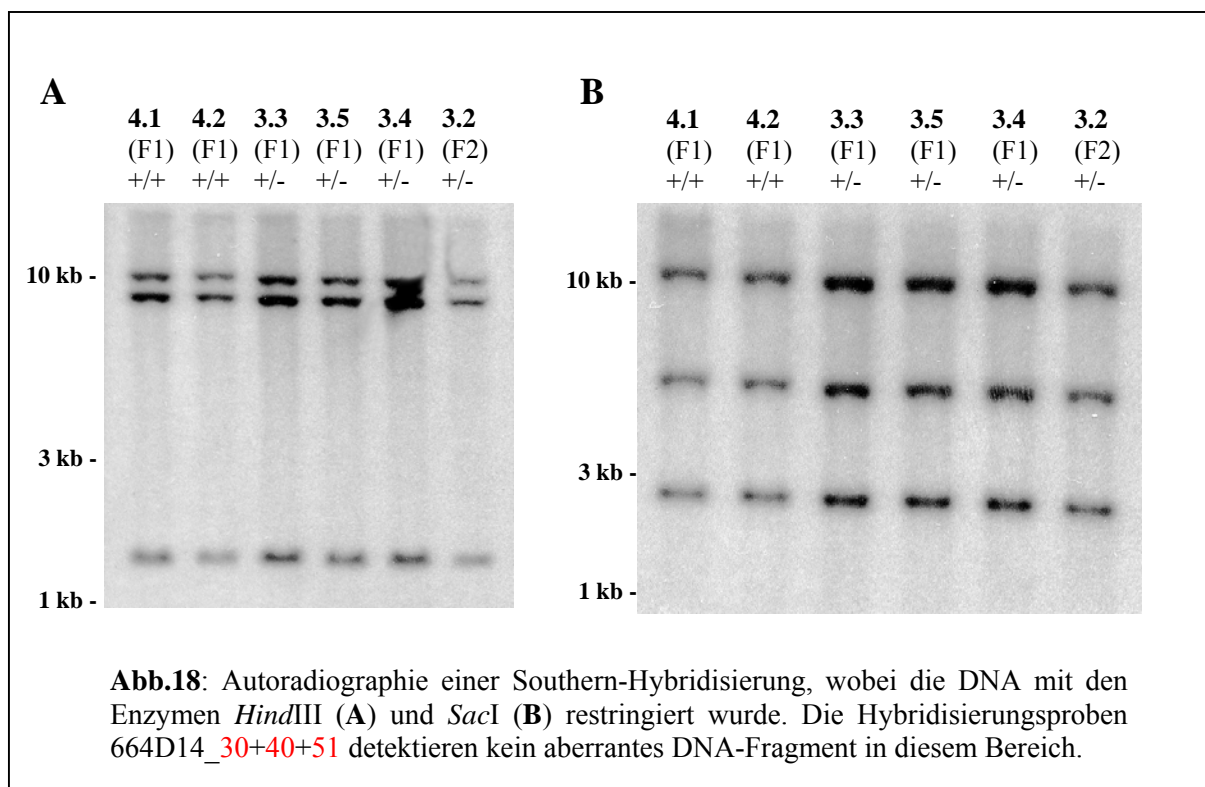 A
4.1 4.2 3.3 3.5 3.4 3.2
(F1) (F1) (F1) (F1) (F1) (F2)
+/+ +/+ +/- +/- +/- +/-
10 kb -
3 kb -
1 kb -
B
4.1 4.2 3.3 3.5 3.4 3.2
(F1) (F1) (F1) (F1) (F1) (F2)
+/+ +/+ +/- +/- +/- +/-
10 kb -
3 kb -
1 kb -
Abb.18: Autoradiographie einer Southern-Hybridisierung, wobei die DNA mit den
Enzymen HindIII (A) und SacI (B) restringiert wurde. Die Hybridisierungsproben
664D14_30+40+51 detektieren kein aberrantes DNA-Fragment in diesem Bereich.